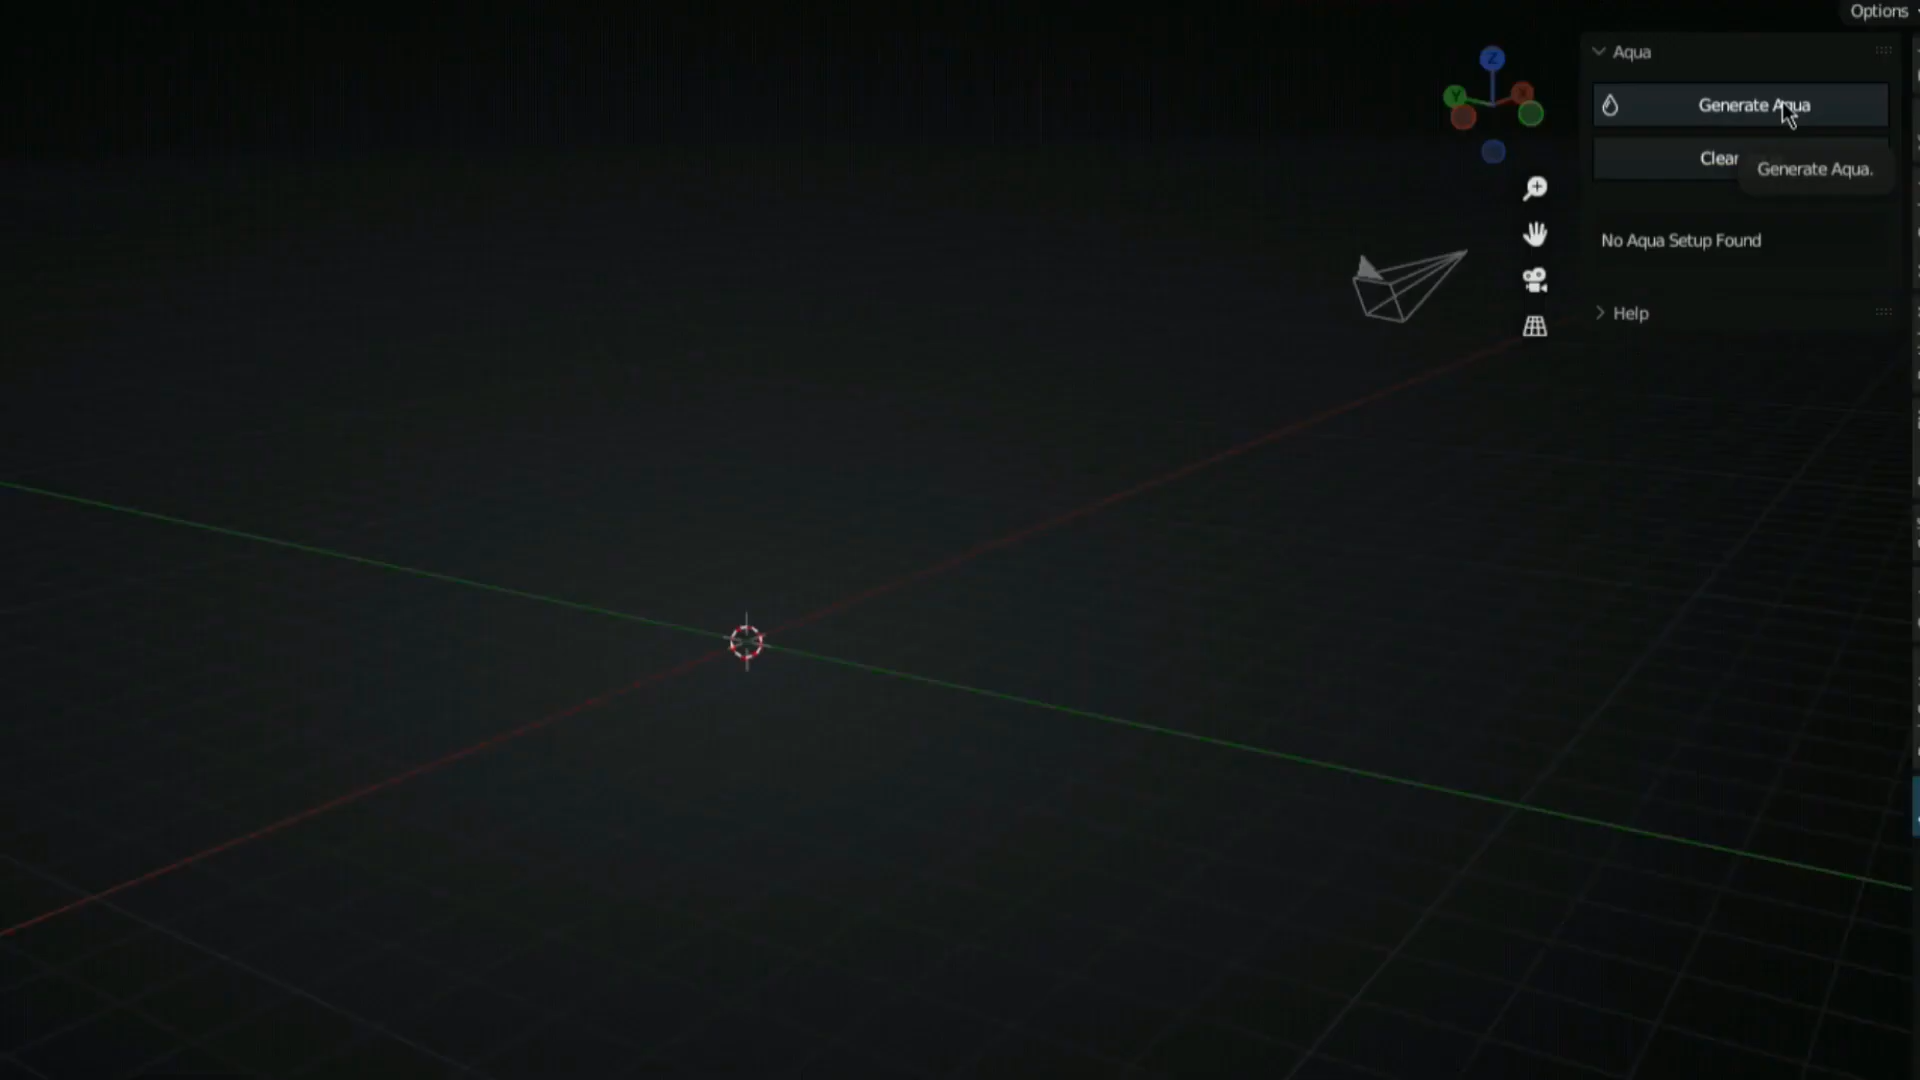 Options
Aqua
Z
Y
X
Generate Aqua
Clear
Generate Aqua.
No Aqua Setup Found
Help